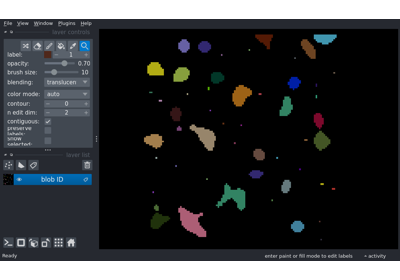 File View Window Plugins Help
layer controls
label: 1
opacity: 0.70
brush size: 10
blending: translucen
color mode: auto
contour: 0
n edit dim: 2
contiguous:
preserve
labels:
show
selected:
layer list
blob ID
Ready
enter paint or fill mode to edit labels
activity